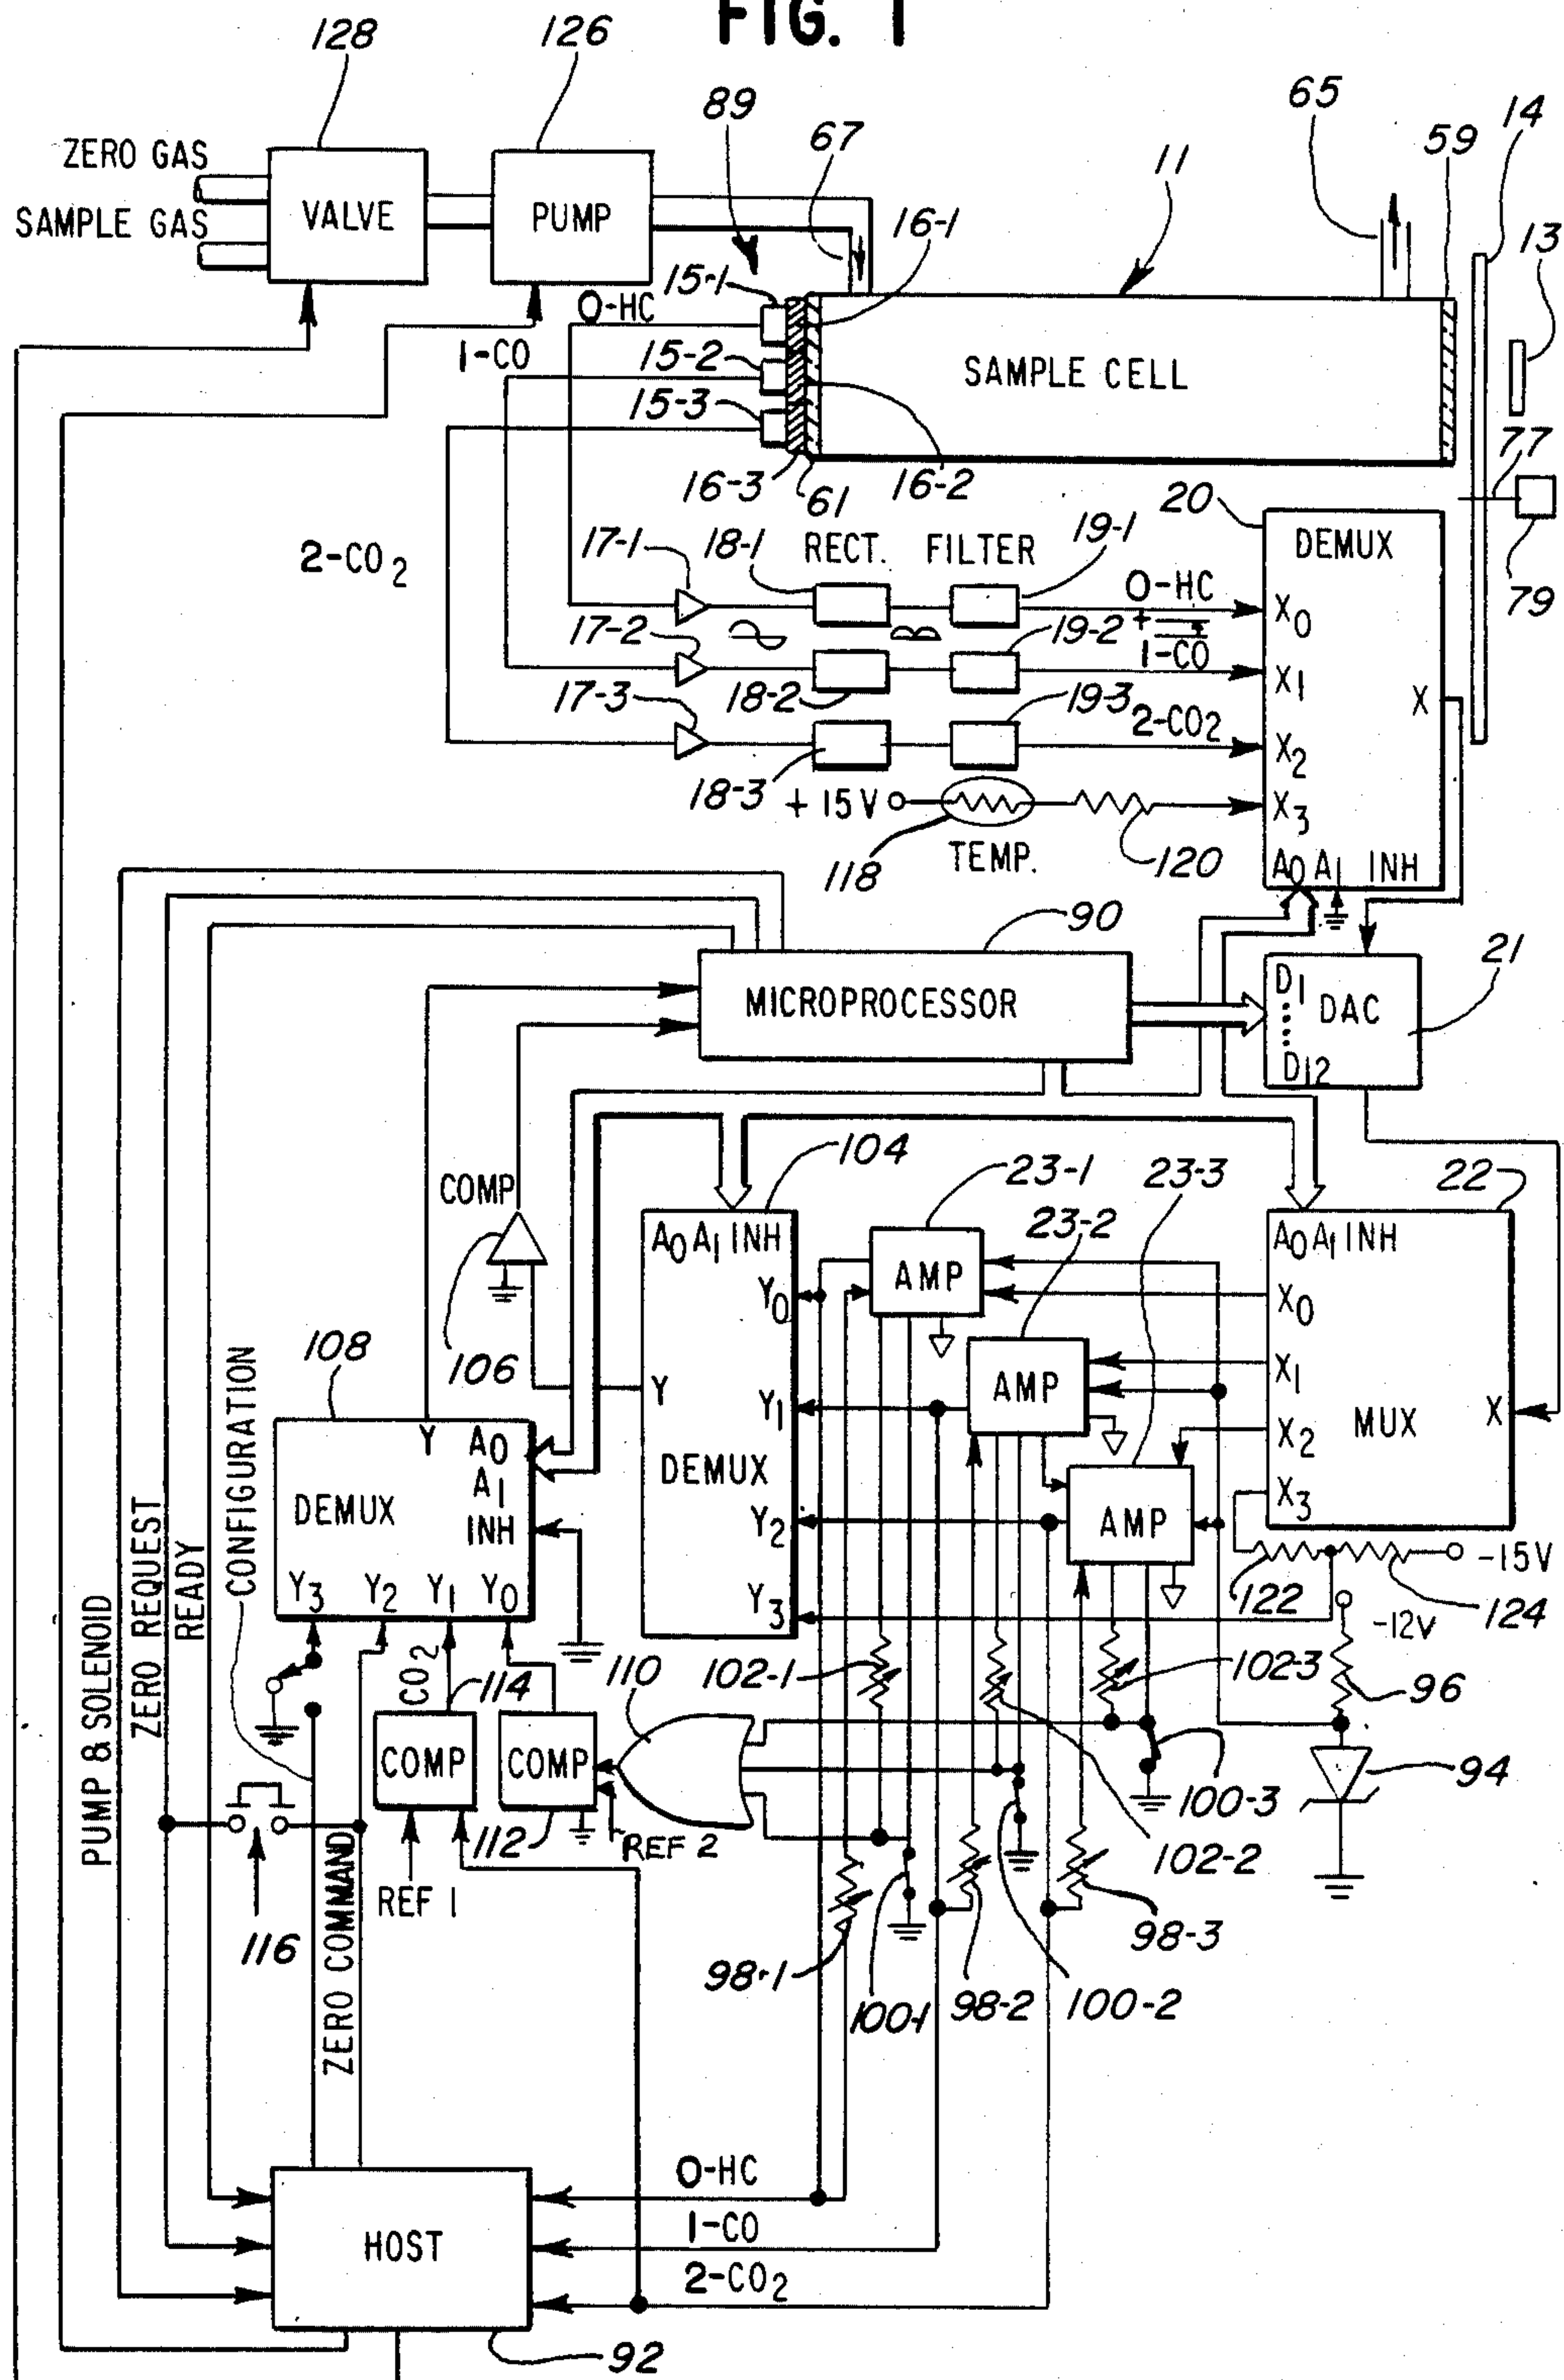 FIG. 1
128
126
89
67
65
14
59
11
13
ZERO GAS
SAMPLE GAS
VALVE
PUMP
16-1
15-1
0-HC
1-CO
15-2
15-3
SAMPLE CELL
16-3
61
16-2
77
79
20
2-CO2
17-1
18-1
RECT.
FILTER
19-1
DEMUX
0-HC
X0
17-2
19-2
+
1-CO
X1
18-2
17-3
19-3
2-CO2
X
X2
18-3
+15V
X3
118
TEMP.
120
A0 A1 INH
90
MICROPROCESSOR
21
D1
DAC
D12
104
23-1
23-3
22
COMP
23-2
A0 A1 INH
A0 A1 INH
AMP
Y0
X0
106
108
CONFIGURATION
Y
Y1
AMP
X1
MUX
X
Y
A0
A1
DEMUX
X2
DEMUX
INH
Y2
AMP
X3
Y3
Y2
Y1
Y0
Y3
-15V
122
124
-12V
PUMP & SOLENOID
ZERO REQUEST
READY
CO2
114
110
102-1
102-3
96
COMP
COMP
94
100-3
112
REF 2
102-2
REF 1
116
ZERO COMMAND
98-1
100-1
98-2
100-2
98-3
0-HC
1-CO
HOST
2-CO2
92